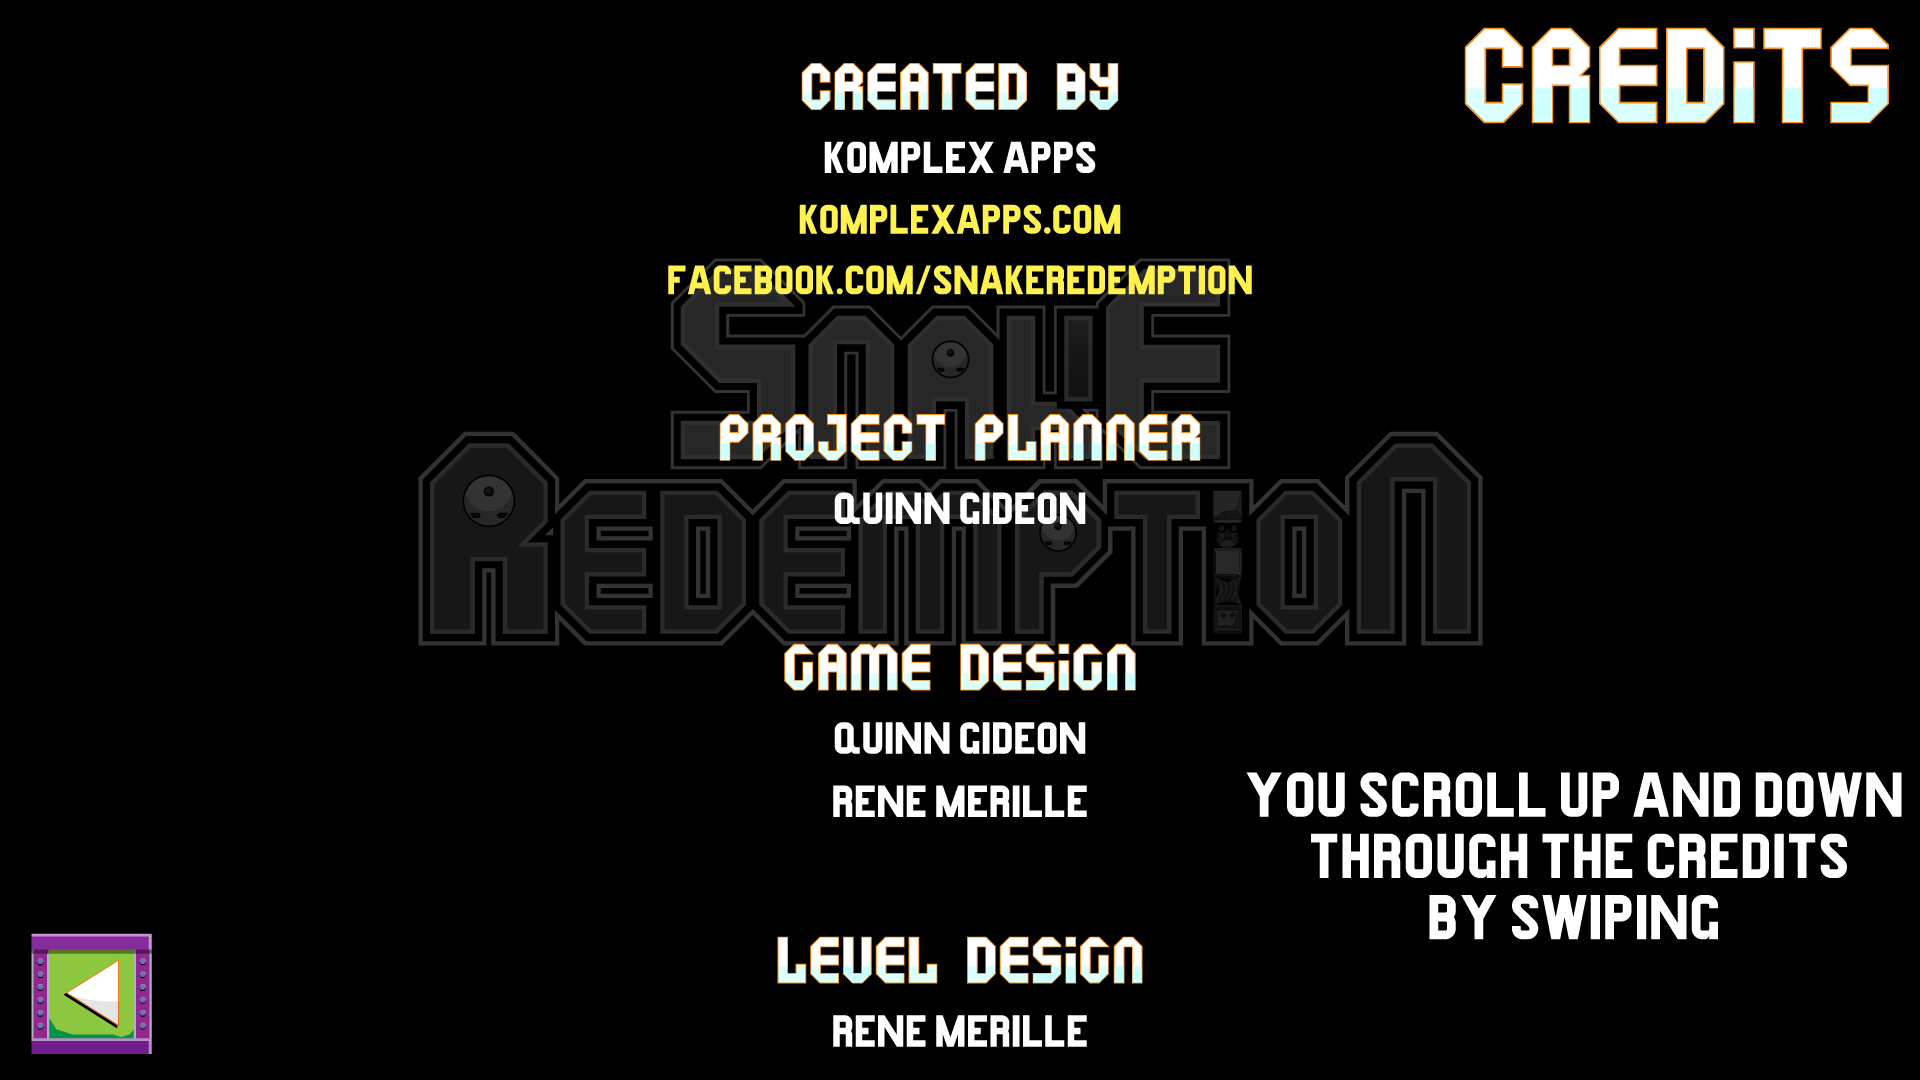 CREDITS
CREATED BY
KOMPLEX APPS
KOMPLEXAPPS.COM
FACEBOOK.COM/SNAKEREDEMPTION
SNAKE
REDEMPTION
PROJECT PLANNER
QUINN GIDEON
GAME DESIGN
QUINN GIDEON
RENE MERILLE
LEVEL DESIGN
RENE MERILLE
YOU SCROLL UP AND DOWN
THROUGH THE CREDITS
BY SWIPING